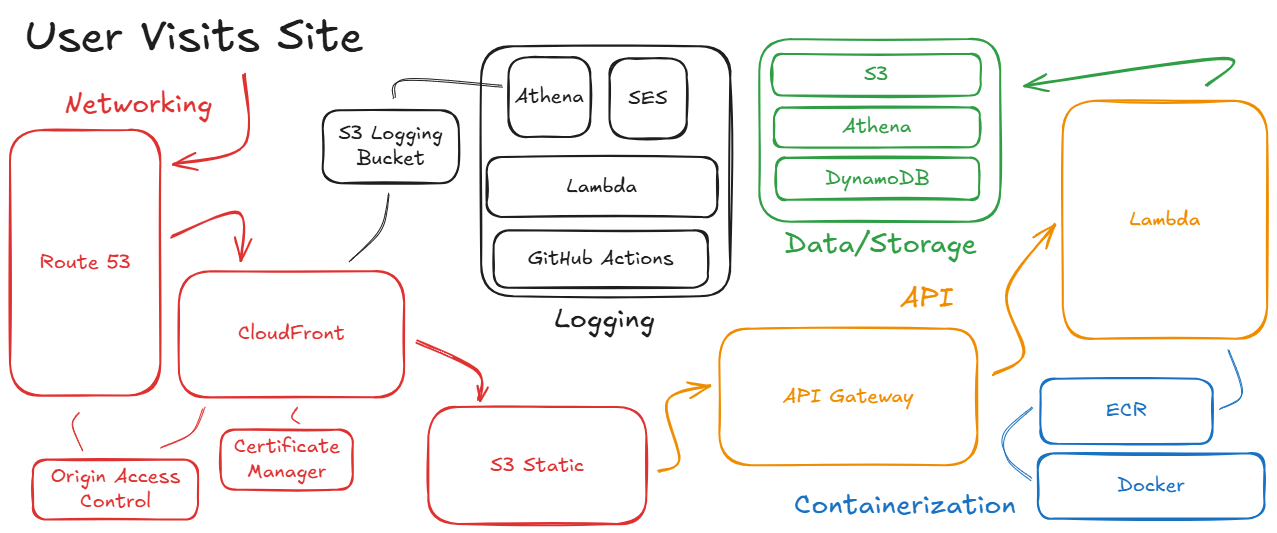 User Visits Site
Networking
Route 53
CloudFront
Origin Access
Control
Certificate
Manager
S3 Static
S3 Logging
Bucket
Athena
SES
Lambda
GitHub Actions
Logging
S3
Athena
DynamoDB
Data/Storage
API
API Gateway
Lambda
ECR
Docker
Containerization